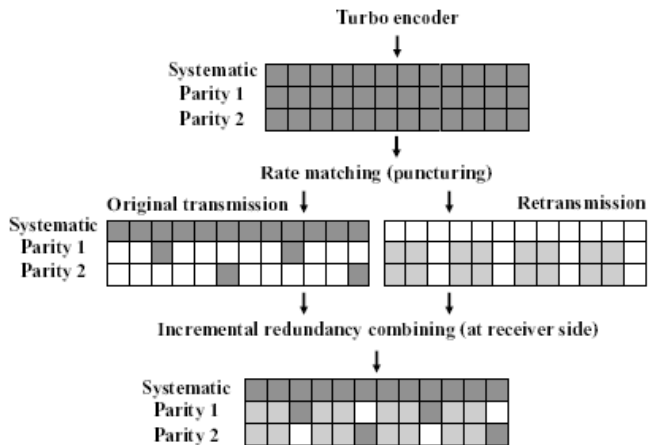 Turbo encoder
Systematic
Parity 1
Parity 2
Rate matching (puncturing)
Original transmission
Retransmission
Systematic
Parity 1
Parity 2
Incremental redundancy combining (at receiver side)
Systematic
Parity 1
Parity 2